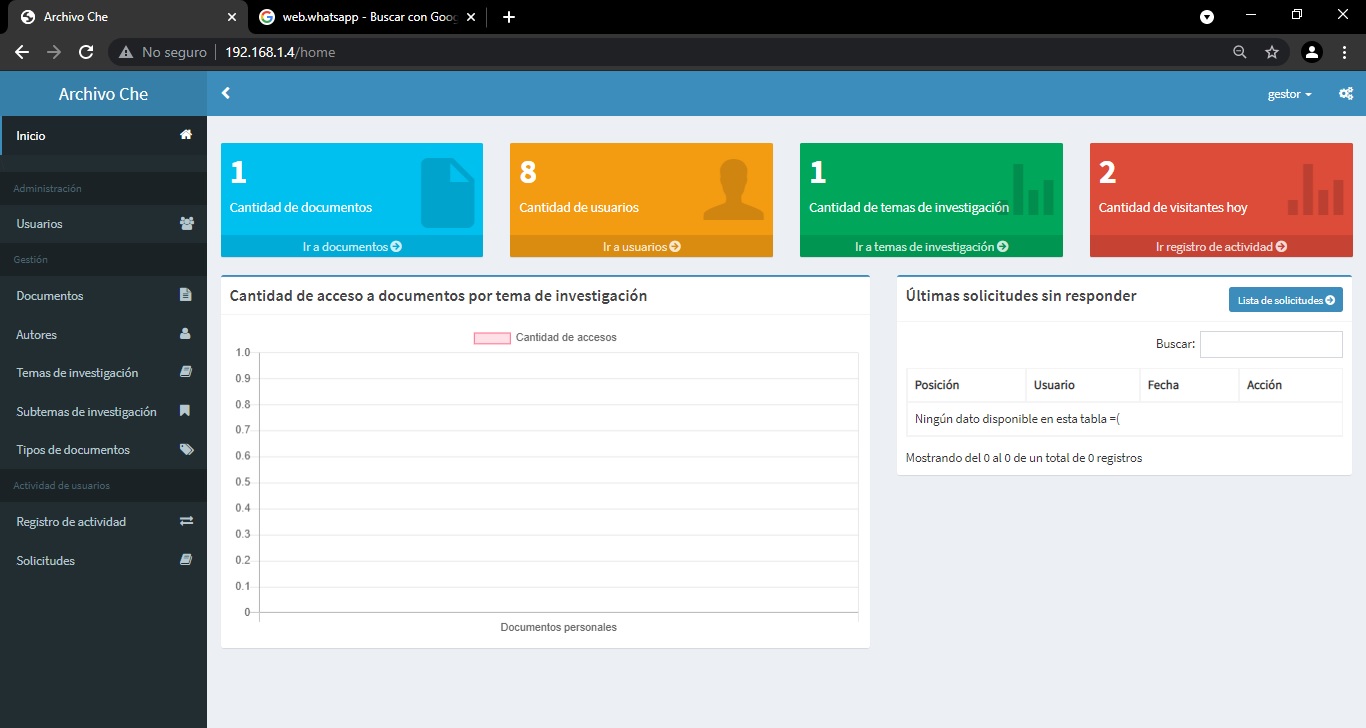 Archivo Che
web.whatsapp - Buscar con Goog
No seguro
192.168.1.4/home
Archivo Che
gestor
Inicio
Administración
Usuarios
Gestión
Documentos
Autores
Temas de investigación
Subtemas de investigación
Tipos de documentos
Actividad de usuarios
Registro de actividad
Solicitudes
1
Cantidad de documentos
Ir a documentos
8
Cantidad de usuarios
Ir a usuarios
1
Cantidad de temas de investigación
Ir a temas de investigación
2
Cantidad de visitantes hoy
Ir registro de actividad
Cantidad de acceso a documentos por tema de investigación
Cantidad de accesos
1.0
0.9
0.8
0.7
0.6
0.5
0.4
0.3
0.2
0.1
0
Documentos personales
Últimas solicitudes sin responder
Lista de solicitudes
Buscar:
Posición Usuario Fecha Acción
Ningún dato disponible en esta tabla =(
Mostrando del 0 al 0 de un total de 0 registros